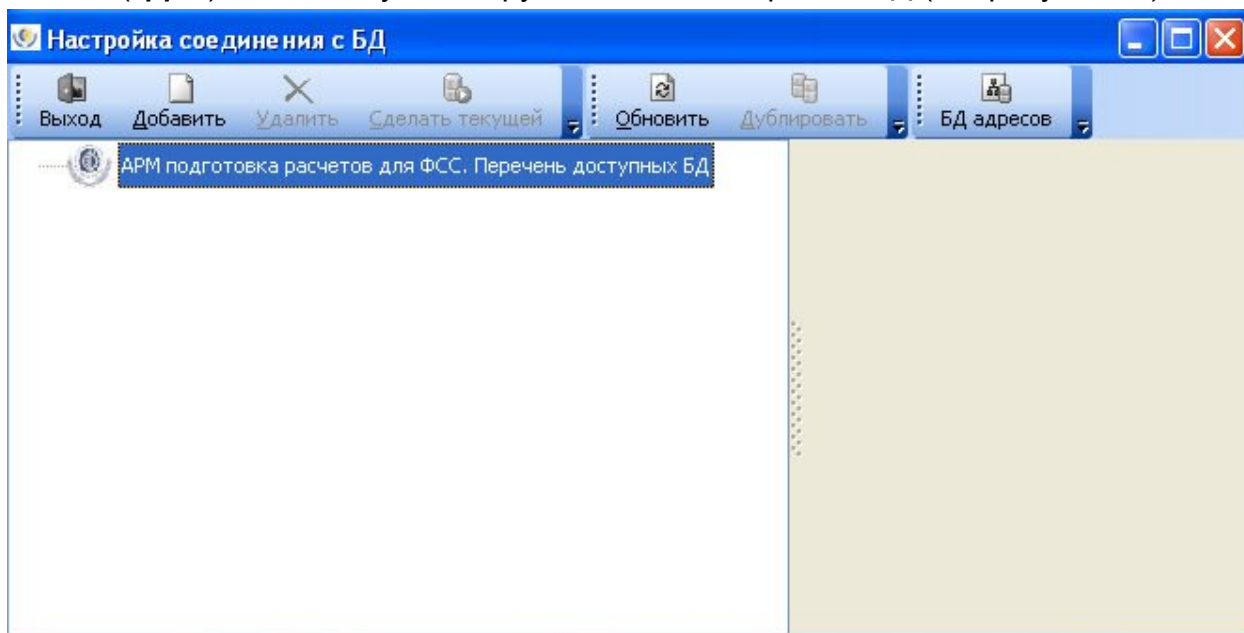 Настройка соединения с БД
Выход Добавить Удалить Сделать текущей Обновить Дублировать БД адресов
АРМ подготовка расчетов для ФСС. Перечень доступных БД